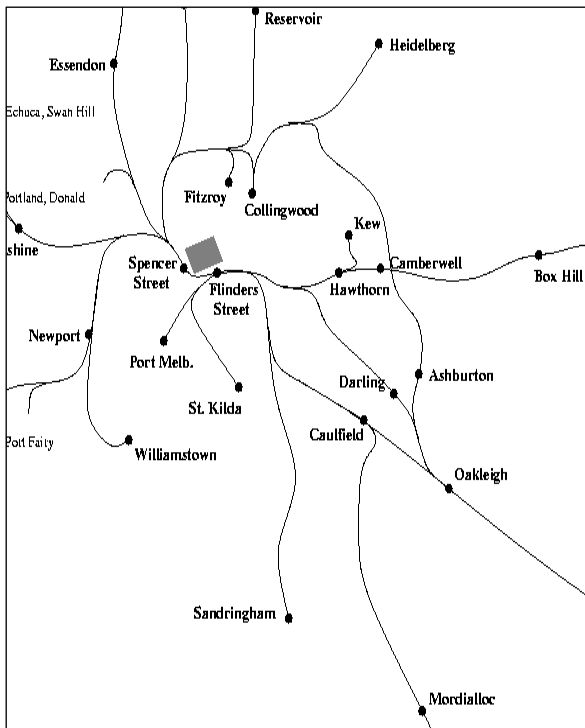 Reservoir
Heidelberg
Essendon
Echuca, Swan Hill
Portland, Donald
Fitzroy
Collingwood
Kew
shine
Spencer
Street
Flinders
Street
Hawthorn
Camberwell
Box Hill
Newport
Port Melb.
St. Kilda
Darling
Ashburton
Port Fairy
Williamstown
Caulfield
Oakleigh
Sandringham
Mordialloc